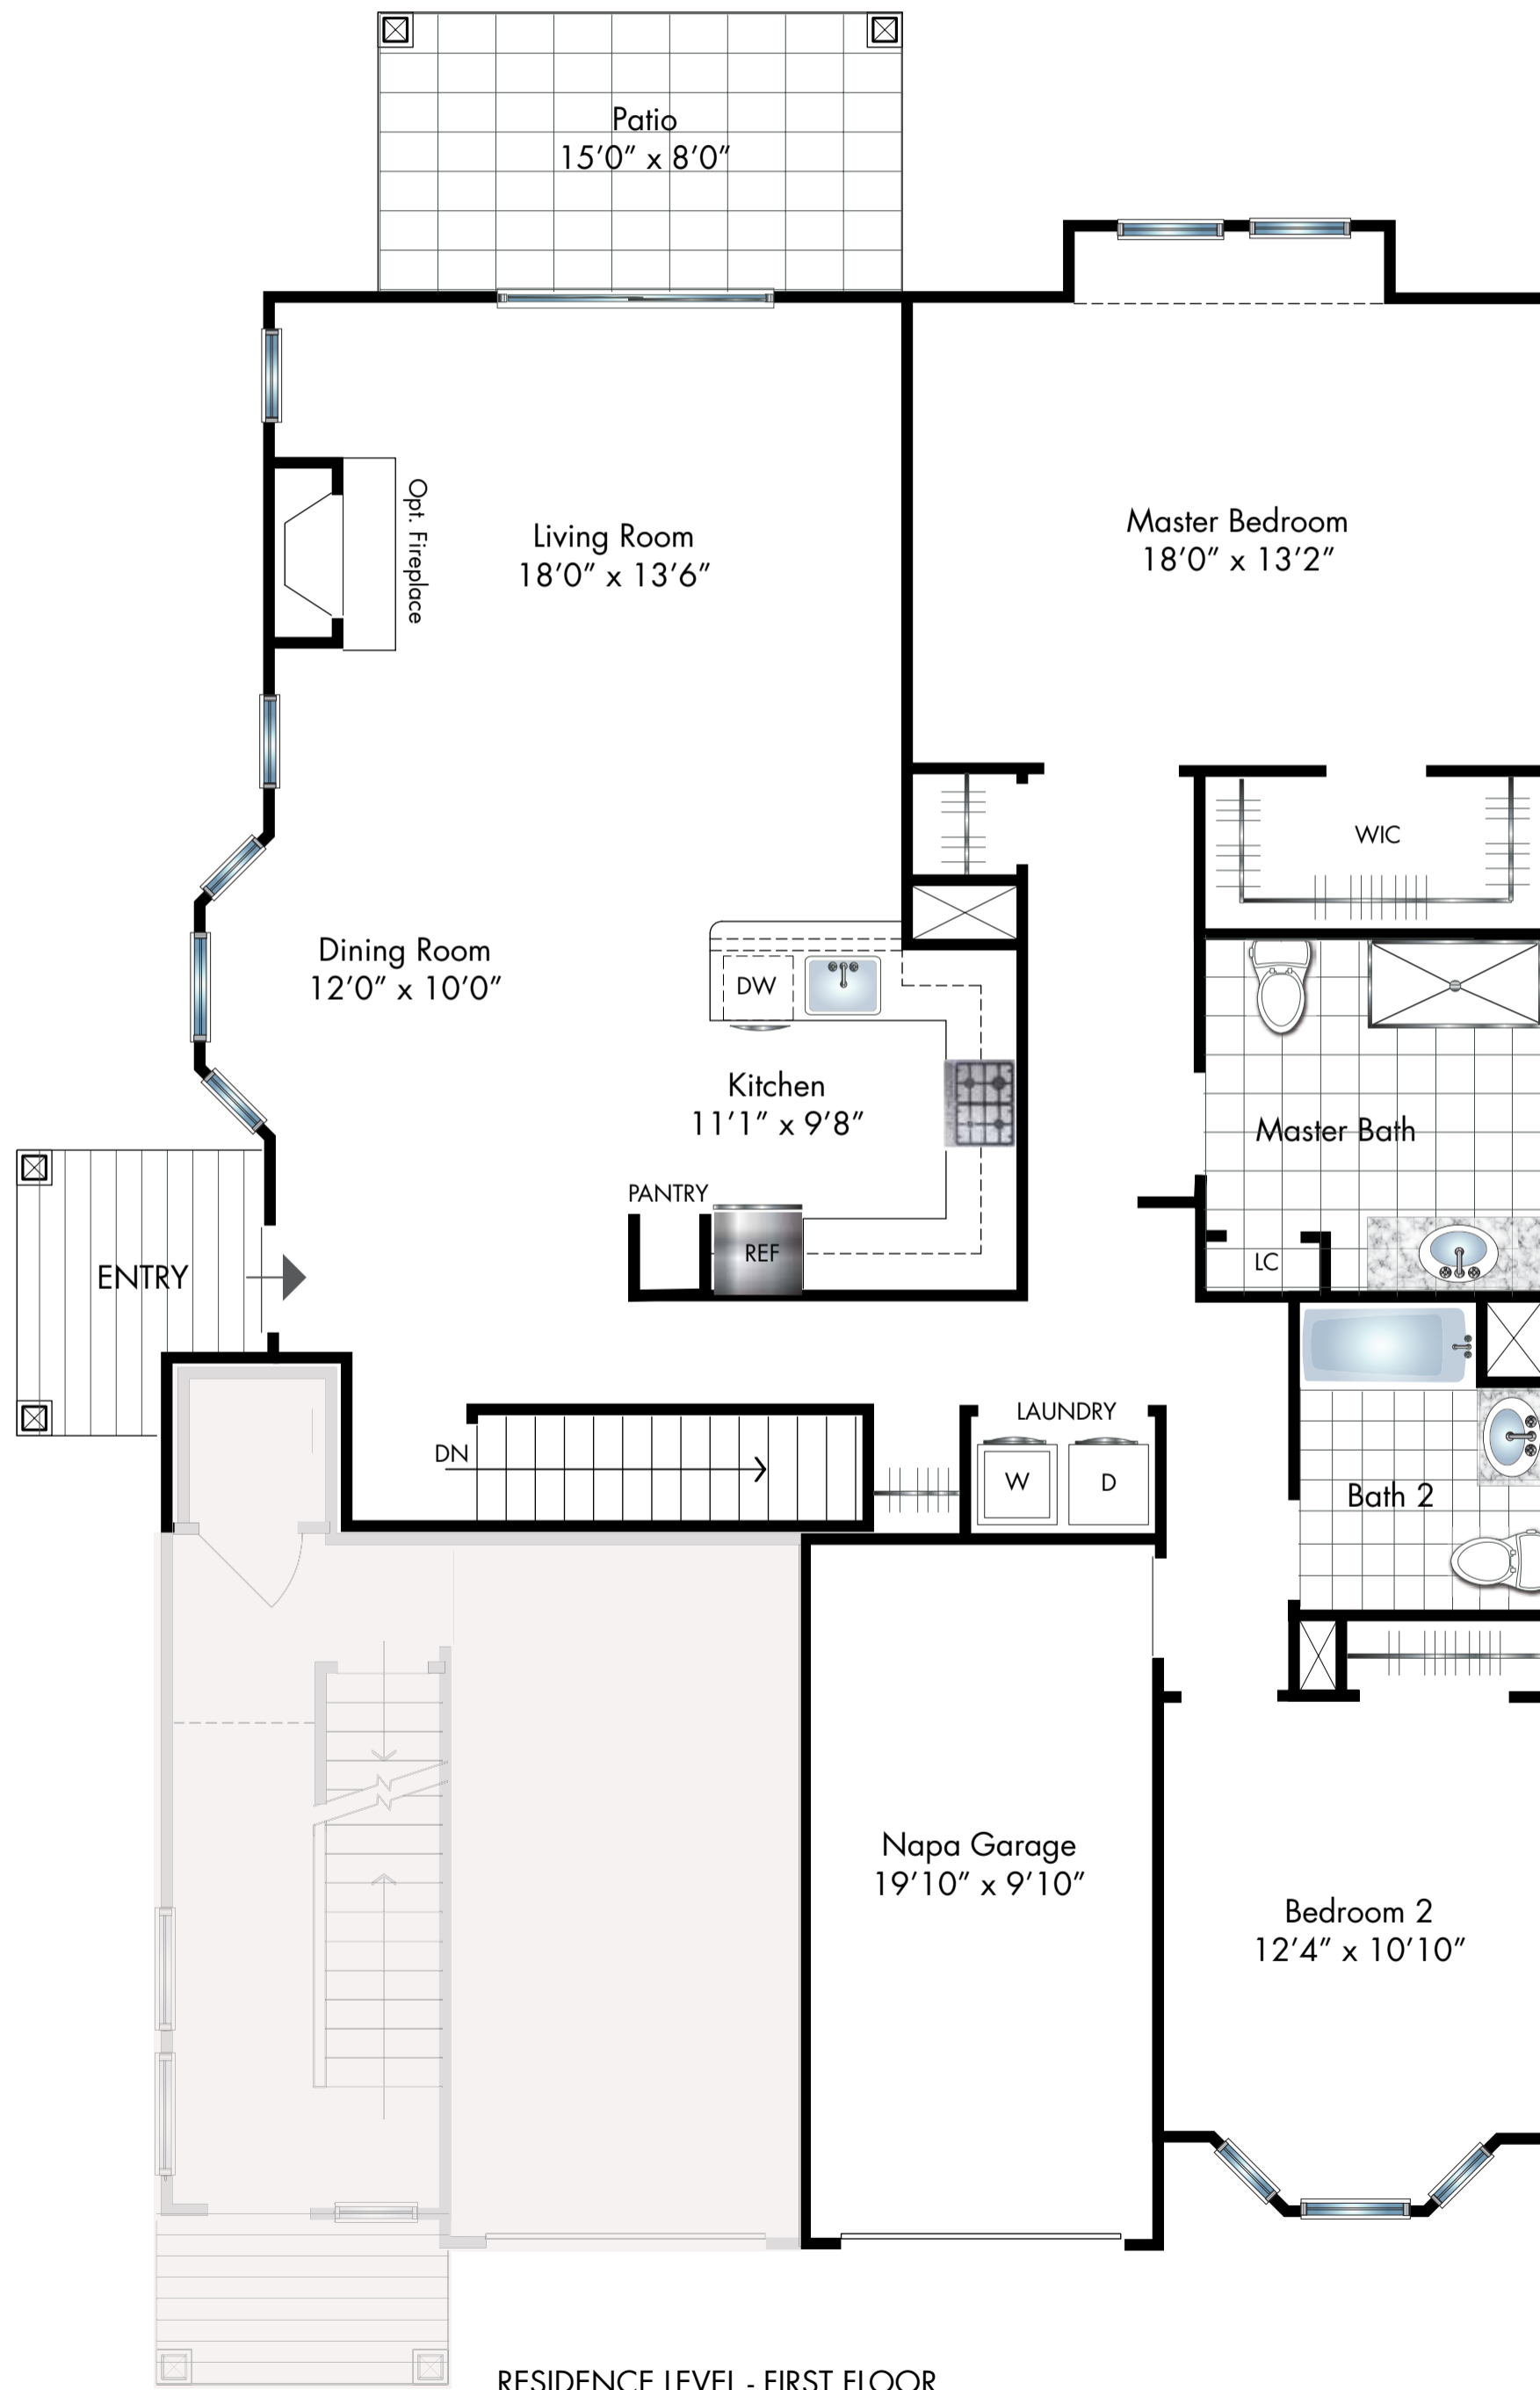 Patio
15'0" x 8'0"
Opt. Fireplace
Living Room
18'0" x 13'6"
Master Bedroom
18'0" x 13'2"
WIC
Dining Room
12'0" x 10'0"
DW
Kitchen
11'1" x 9'8"
Master Bath
PANTRY
REF
LC
ENTRY
LAUNDRY
DN
W
D
Bath 2
Napa Garage
19'10" x 9'10"
Bedroom 2
12'4" x 10'10"
RESIDENCE LEVEL - FIRST FLOOR